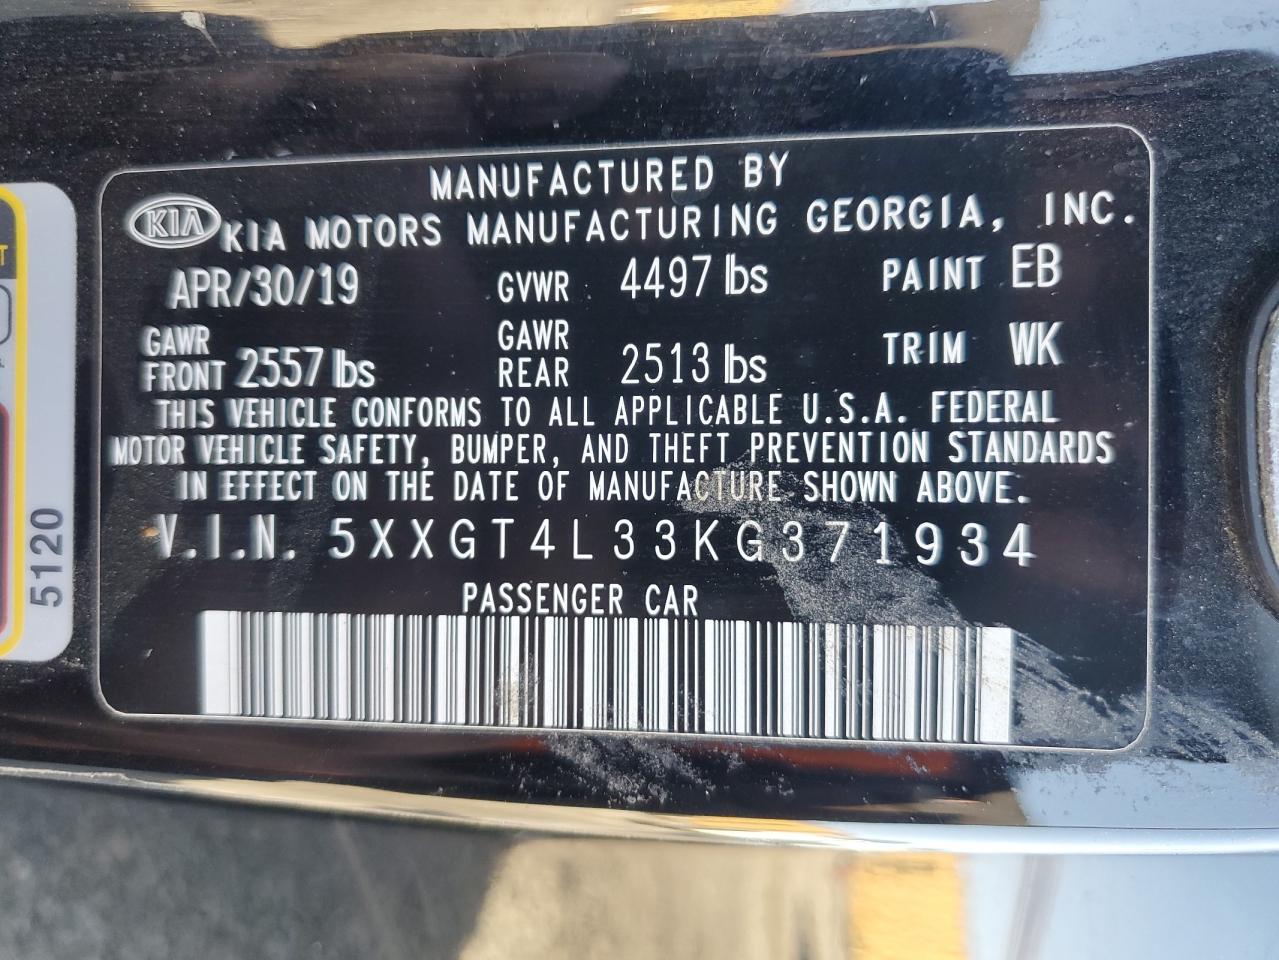 MANUFACTURED BY
KIA KIA MOTORS MANUFACTURING GEORGIA, INC.
APR/30/19 GVWR 4497 lbs PAINT EB
GAWR FRONT 2557 lbs GAWR REAR 2513 lbs TRIM WK
THIS VEHICLE CONFORMS TO ALL APPLICABLE U.S.A. FEDERAL
MOTOR VEHICLE SAFETY, BUMPER, AND THEFT PREVENTION STANDARDS
IN EFFECT ON THE DATE OF MANUFACTURE SHOWN ABOVE.
V.I.N. 5XXGT4L33KG371934
PASSENGER CAR
5120